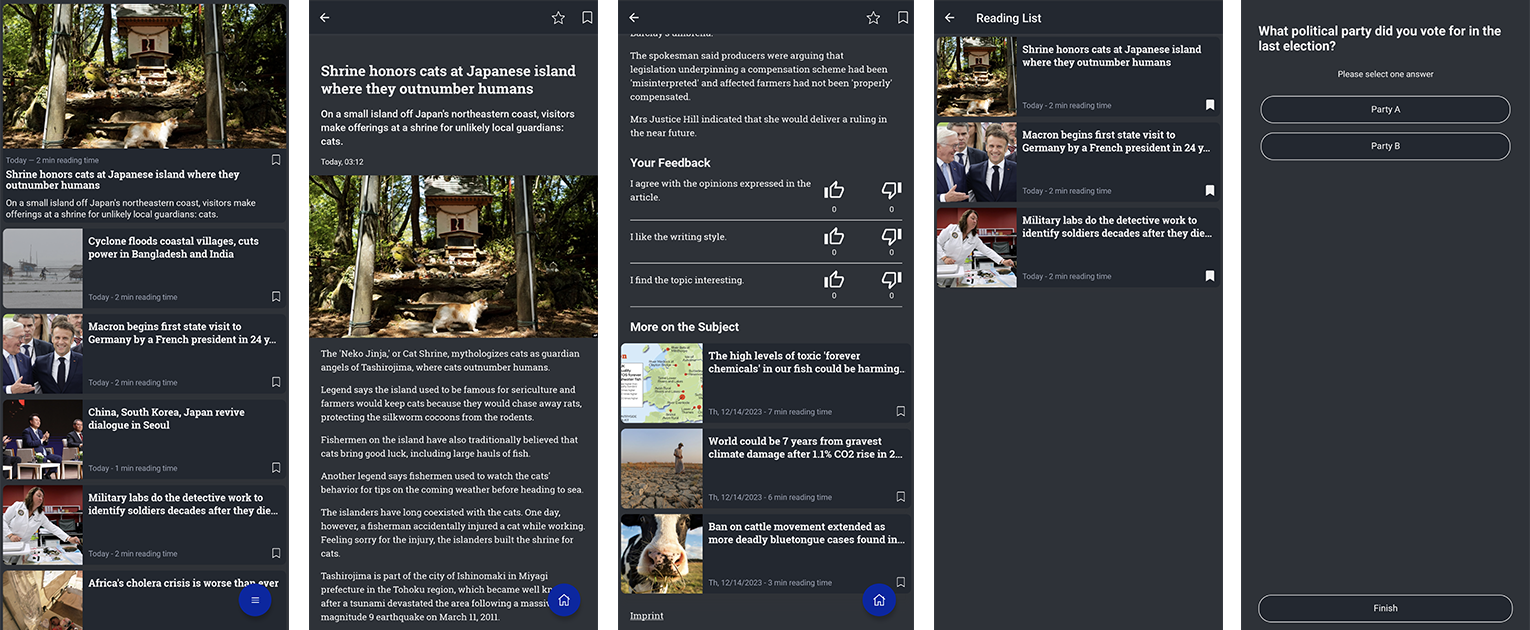 Today — 2 min reading time
Shrine honors cats at Japanese island where they
outnumber humans
On a small island off Japan's northeastern coast, visitors make
offerings at a shrine for unlikely local guardians: cats.
Cyclone floods coastal villages, cuts
power in Bangladesh and India
Today - 2 min reading time
Macron begins first state visit to
Germany by a French president in 24 y...
Today - 2 min reading time
China, South Korea, Japan revive
dialogue in Seoul
Today - 1 min reading time
Military labs do the detective work to
identify soldiers decades after they die...
Today - 2 min reading time
Africa's cholera crisis is worse than ever
Shrine honors cats at Japanese island
where they outnumber humans
On a small island off Japan's northeastern coast, visitors
make offerings at a shrine for unlikely local guardians:
cats.
Today, 03:12
The 'Neko Jinja,' or Cat Shrine, mythologizes cats as guardian
angels of Tashirojima, where cats outnumber humans.
Legend says the island used to be famous for sericulture and
farmers would keep cats because they would chase away rats,
protecting the silkworm cocoons from the rodents.
Fishermen on the island have also traditionally believed that
cats bring good luck, including large hauls of fish.
Another legend says fishermen used to watch the cats'
behavior for tips on the coming weather before heading to sea.
The islanders have long coexisted with the cats. One day,
however, a fisherman accidentally injured a cat while working.
Feeling sorry for the injury, the islanders built the shrine for
cats.
Tashirojima is part of the city of Ishinomaki in Miyagi
prefecture in the Tohoku region, which became well
after a tsunami devastated the area following a
magnitude 9 earthquake on March 11, 2011.
Barclay's umbrella.
The spokesman said producers were arguing that
legislation underpinning a compensation scheme had been
'misinterpreted' and affected farmers had not been 'properly'
compensated.
Mrs Justice Hill indicated that she would deliver a ruling in
the near future.
Your Feedback
I agree with the opinions expressed in the
article.
0 0
I like the writing style.
0 0
I find the topic interesting.
0 0
More on the Subject
The high levels of toxic 'forever
chemicals' in our fish could be harming..
Th, 12/14/2023 - 7 min reading time
World could be 7 years from gravest
climate damage after 1.1% CO2 rise in 2...
Th, 12/14/2023 - 6 min reading time
Ban on cattle movement extended as
more deadly bluetongue cases found in...
Th, 12/14/2023 - 3 min reading time
Imprint
Reading List
Shrine honors cats at Japanese island
where they outnumber humans
Today - 2 min reading time
Macron begins first state visit to
Germany by a French president in 24 y...
Today - 2 min reading time
Military labs do the detective work to
identify soldiers decades after they die...
Today - 2 min reading time
What political party did you vote for in the
last election?
Please select one answer
Party A
Party B
Finish